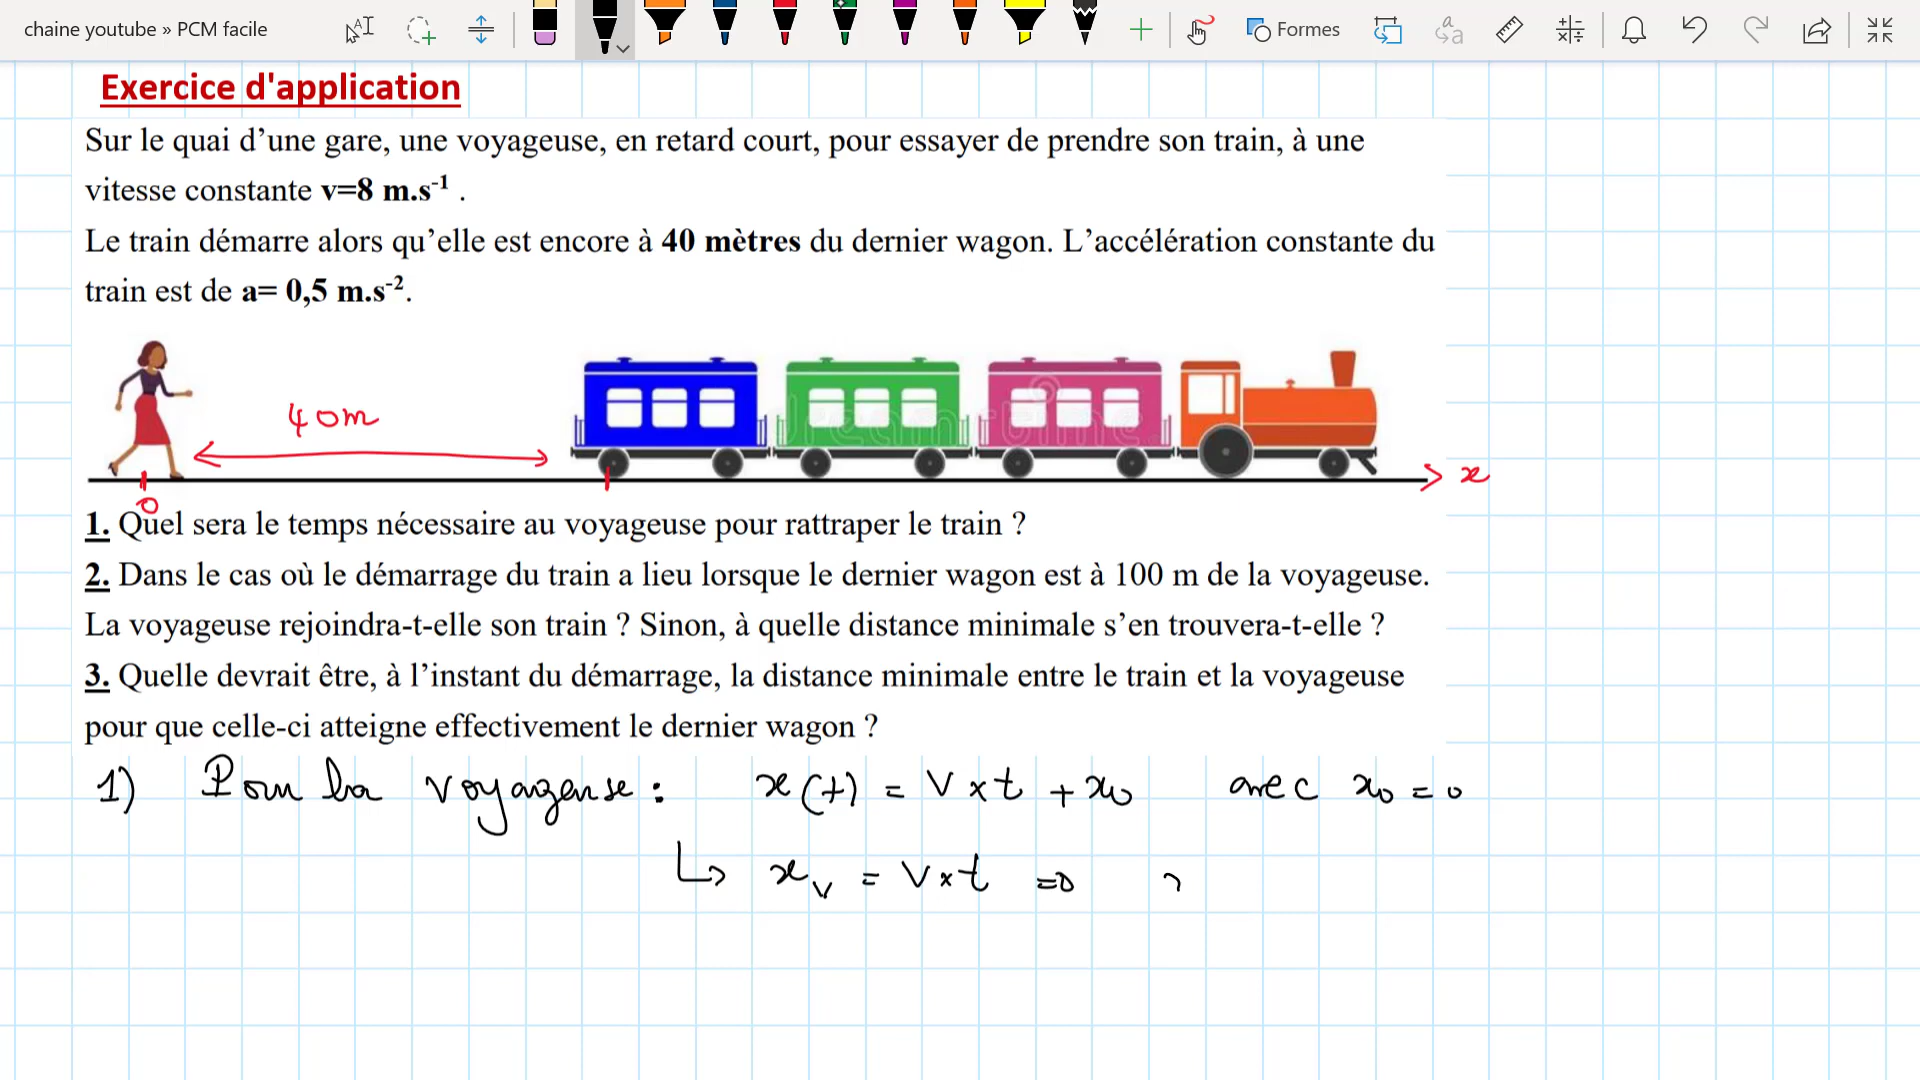 chaine youtube » PCM facile
Formes
Exercice d'application
Sur le quai d’une gare, une voyageuse, en retard court, pour essayer de prendre son train, à une
vitesse constante v=8 m.s⁻¹ .
Le train démarre alors qu’elle est encore à 40 mètres du dernier wagon. L’accélération constante du
train est de a= 0,5 m.s⁻².
40m
x
0
1. Quel sera le temps nécessaire au voyageuse pour rattraper le train ?
2. Dans le cas où le démarrage du train a lieu lorsque le dernier wagon est à 100 m de la voyageuse.
La voyageuse rejoindra-t-elle son train ? Sinon, à quelle distance minimale s’en trouvera-t-elle ?
3. Quelle devrait être, à l’instant du démarrage, la distance minimale entre le train et la voyageuse
pour que celle-ci atteigne effectivement le dernier wagon ?
1) Pour la voyageuse : x(t) = V × t + x₀ avec x₀ = 0
↳ x_V = V × t ⇒